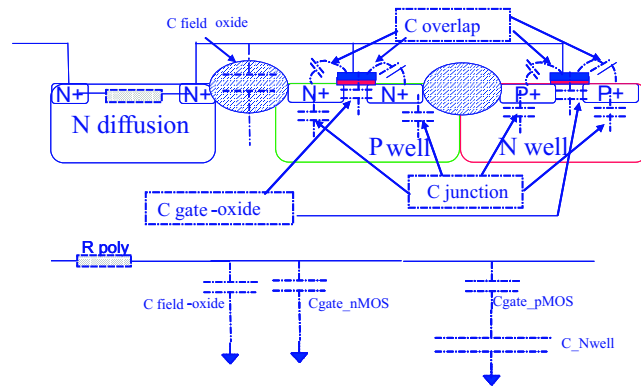 C field oxide
C overlap
N+ N+ N+ N+ P+ P+
N diffusion
P well
N well
C gate-oxide
C junction
R poly
C field-oxide
Cgate_nMOS
Cgate_pMOS
C_Nwell